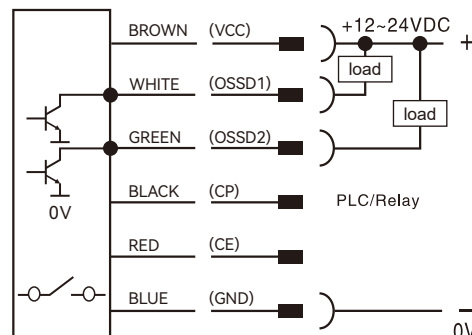 BROWN (VCC) +12~24VDC +
load
WHITE (OSSD1)
load
GREEN (OSSD2)
BLACK (CP) PLC/Relay
0V
RED (CE)
BLUE (GND)
0V